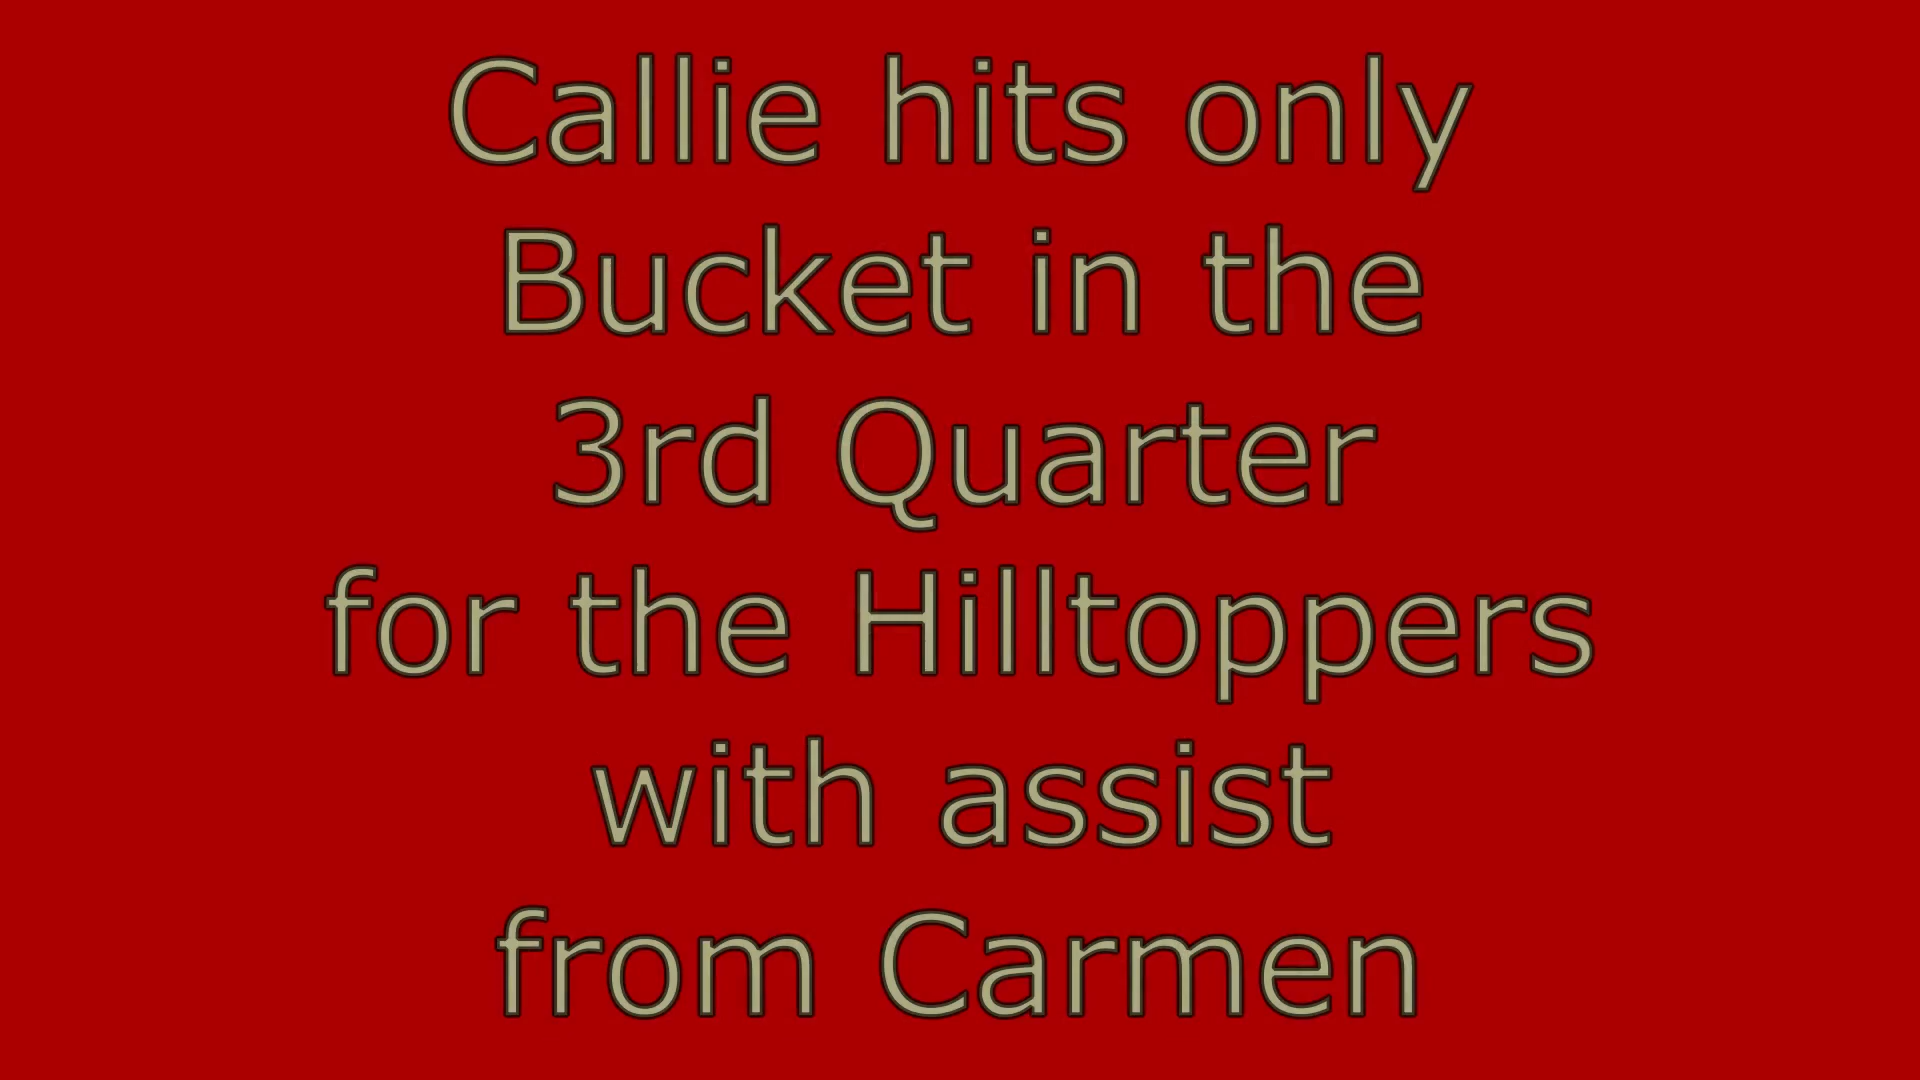 Callie hits only
Bucket in the
3rd Quarter
for the Hilltoppers
with assist
from Carmen